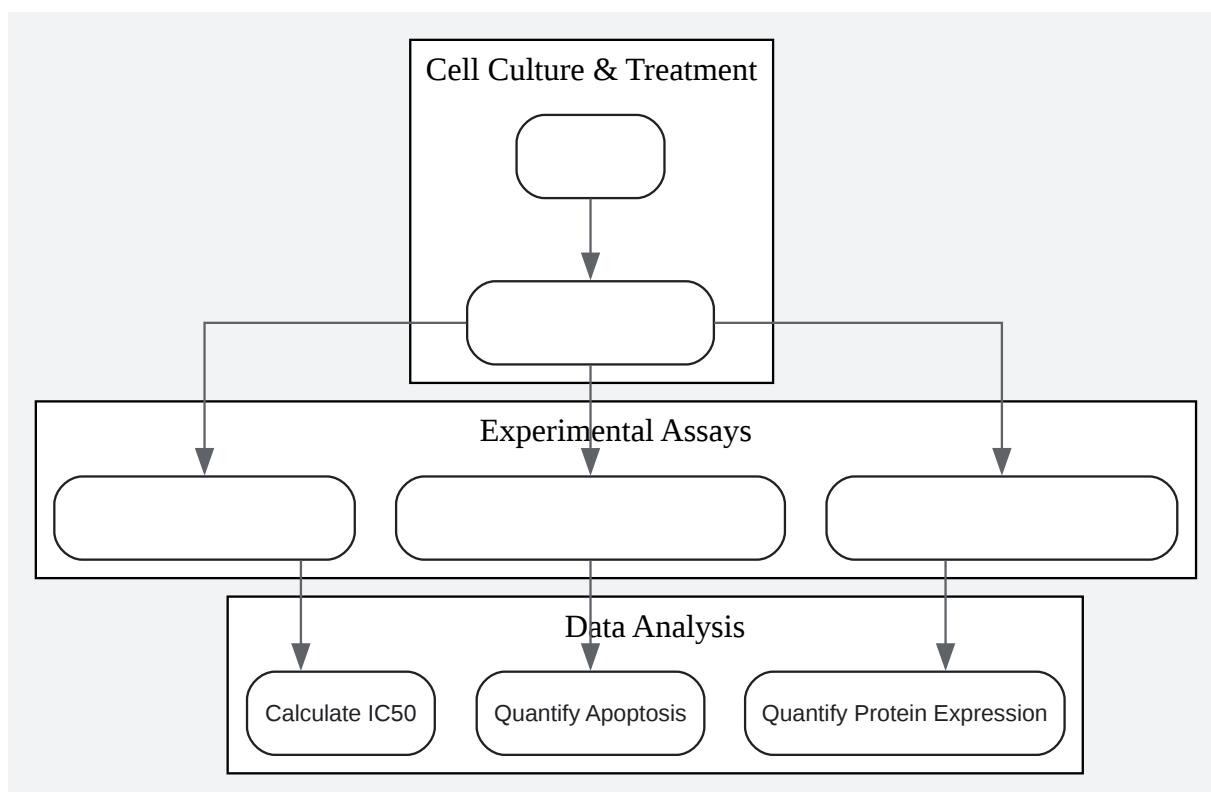 Cell Culture & Treatment
Experimental Assays
Data Analysis
Calculate IC50
Quantify Apoptosis
Quantify Protein Expression